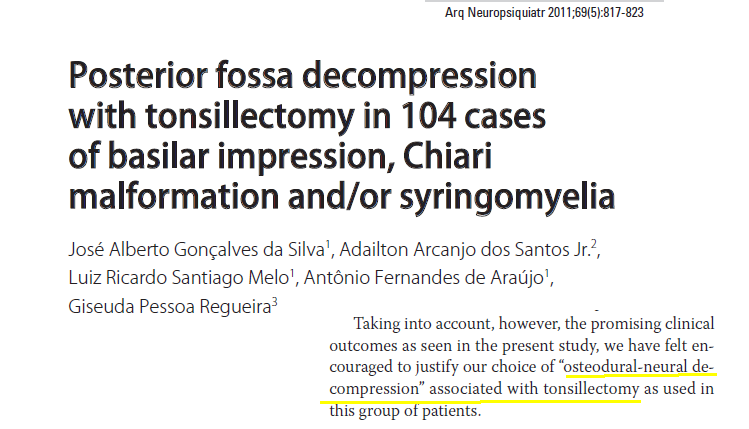 Arq Neuropsiquiatr 2011;69(5):817-823
Posterior fossa decompression
with tonsillectomy in 104 cases
of basilar impression, Chiari
malformation and/or syringomyelia
José Alberto Gonçalves da Silva1, Adailton Arcanjo dos Santos Jr.2,
Luiz Ricardo Santiago Melo1, Antônio Fernandes de Araújo1,
Giseuda Pessoa Regueira3
Taking into account, however, the promising clinical
outcomes as seen in the present study, we have felt en-
couraged to justify our choice of “osteodural-neural de-
compression” associated with tonsillectomy as used in
this group of patients.